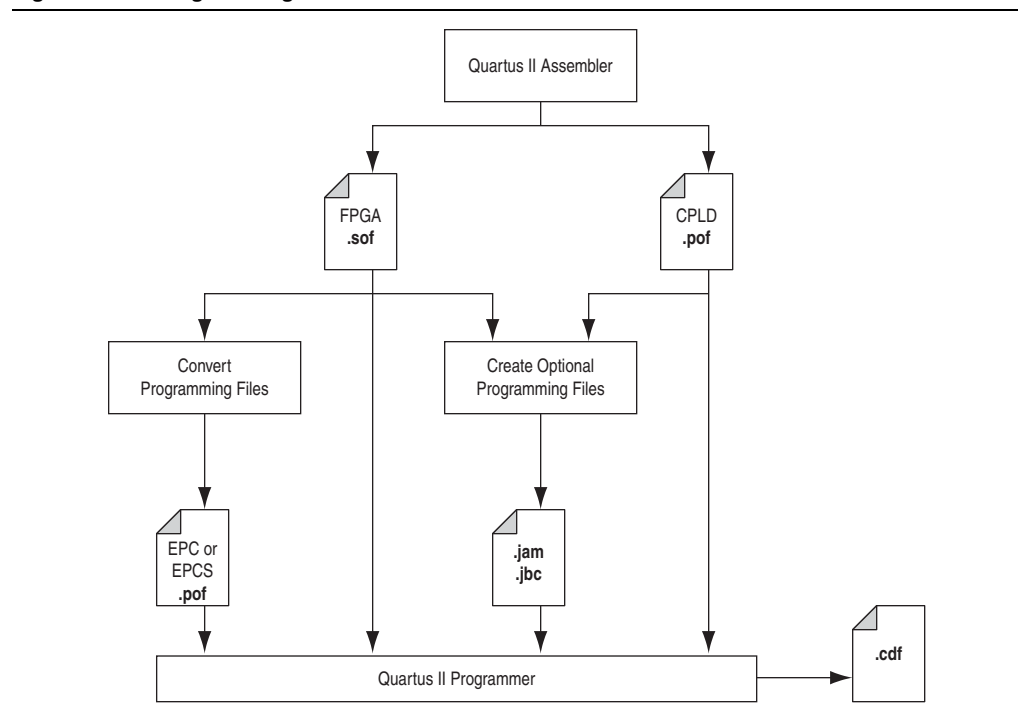 Quartus II Assembler
FPGA
.sof
CPLD
.pof
Convert
Programming Files
Create Optional
Programming Files
EPC or
EPCS
.pof
.jam
.jbc
.cdf
Quartus II Programmer